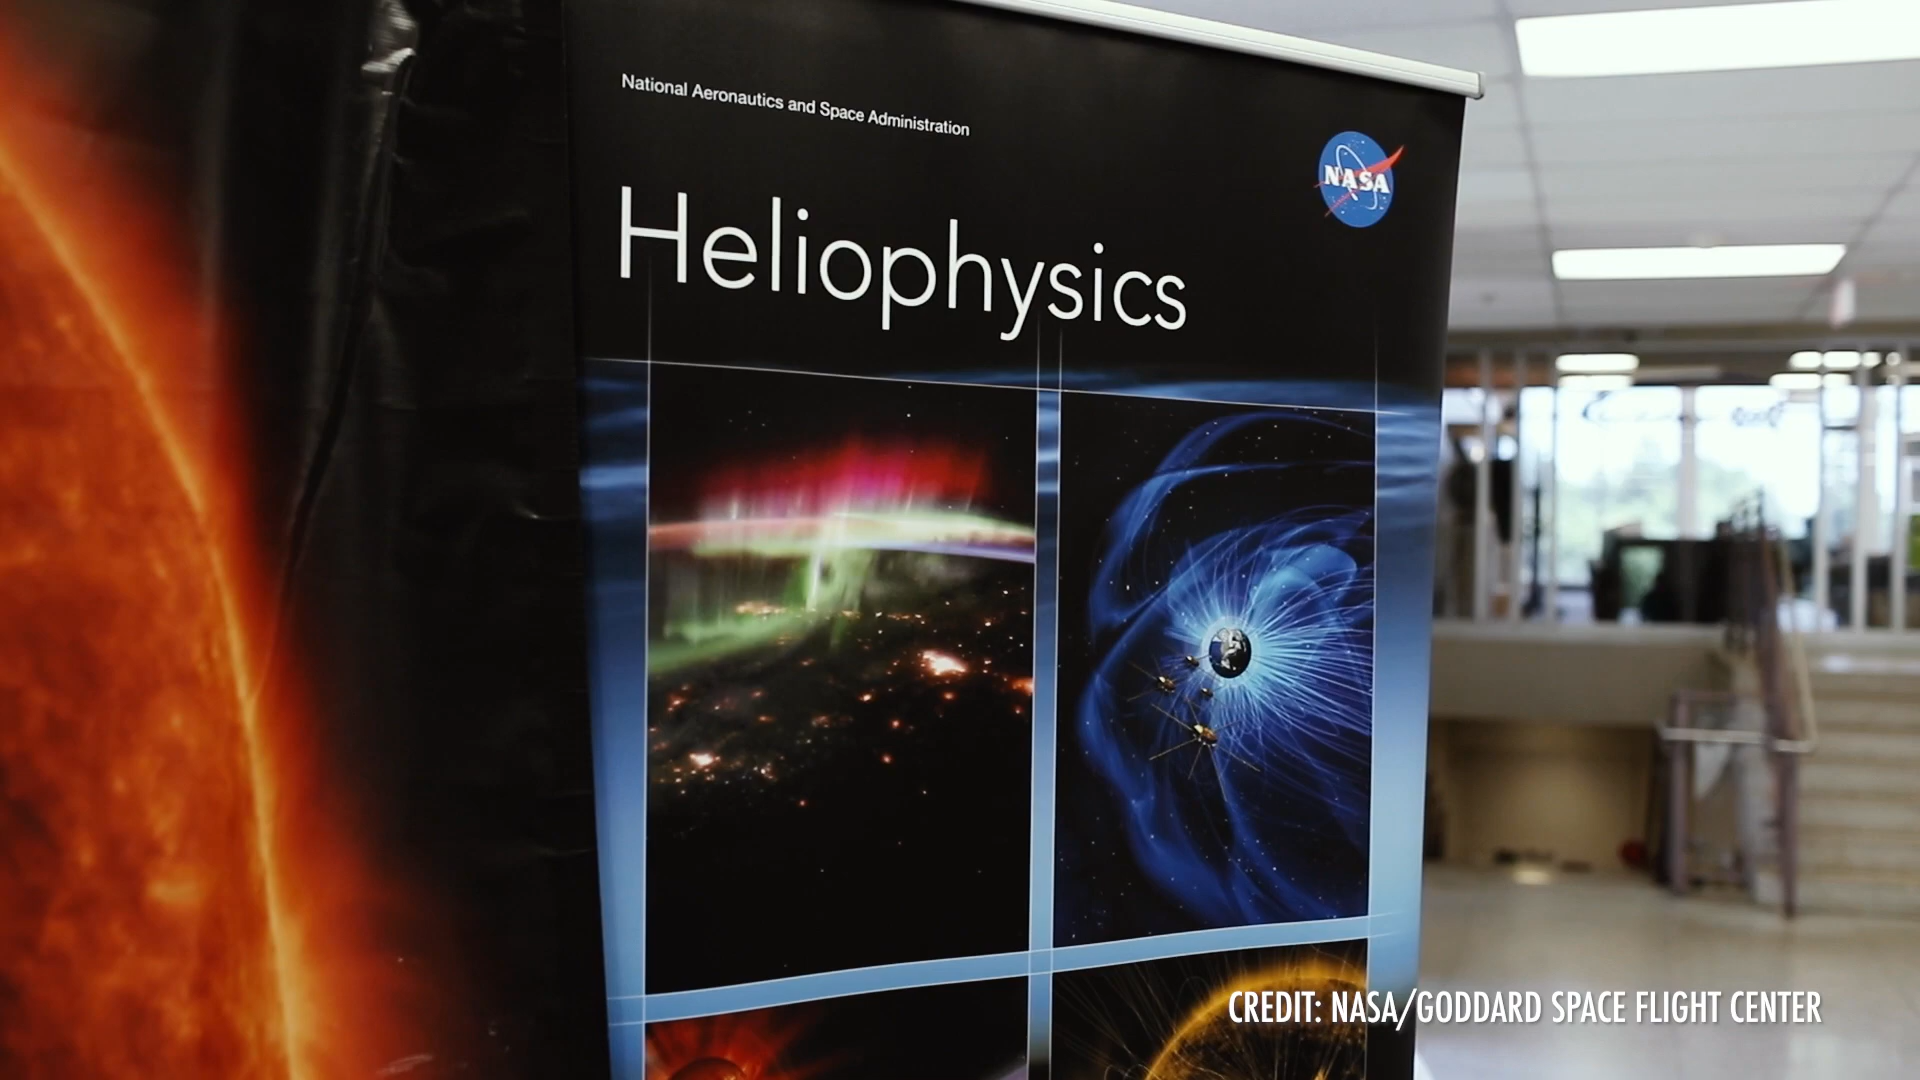 National Aeronautics and Space Administration
NASA
Heliophysics
CREDIT: NASA/GODDARD SPACE FLIGHT CENTER